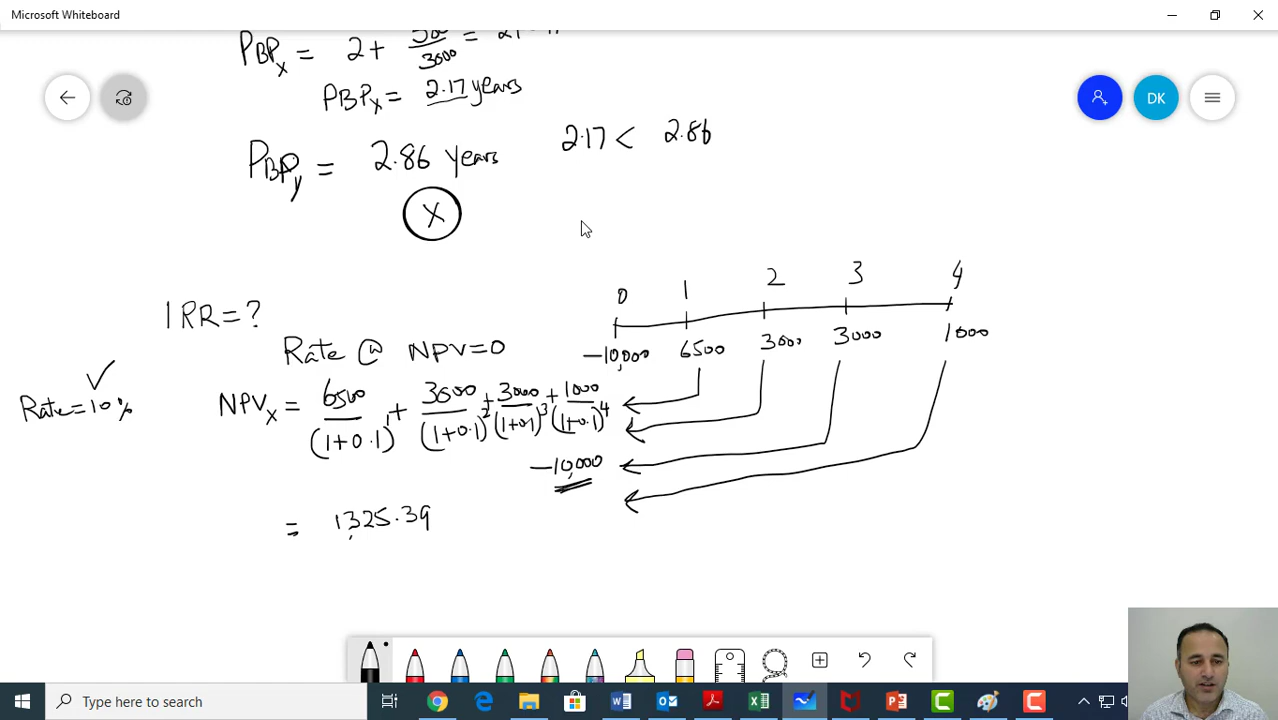 Microsoft Whiteboard
PBPx = 2 + 500/3000 =
PBPx = 2.17 years
PBPy = 2.86 years
2.17 < 2.86
X
DK
0 1 2 3 4
-10,000 6500 3000 3000 1000
IRR = ?
Rate @ NPV=0
Rate = 10% ✓
NPVx = 6500/(1+0.1)^1 + 3000/(1+0.1)^2 + 3000/(1+0.1)^3 + 1000/(1+0.1)^4
-10,000
= 1,325.39
Type here to search